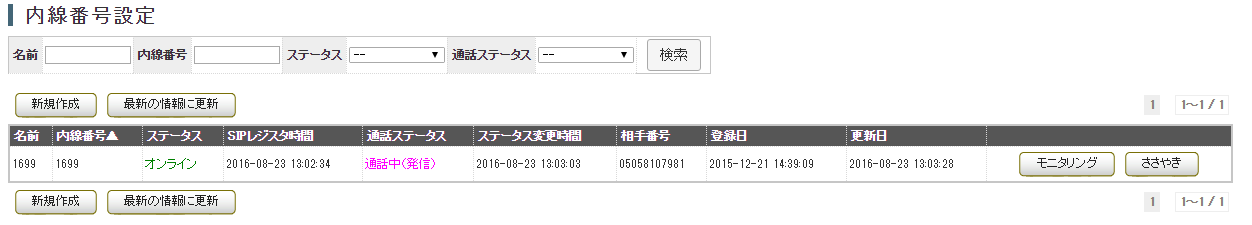 内線番号設定
名前 内線番号 ステータス -- 通話ステータス -- 検索
新規作成 最新の情報に更新 1 1～1 / 1
名前 内線番号▲ ステータス SIPレジスタ時間 通話ステータス ステータス変更時間 相手番号 登録日 更新日
1699 1699 オンライン 2016-08-23 13:02:34 通話中(発信) 2016-08-23 13:03:03 05058107981 2015-12-21 14:39:09 2016-08-23 13:03:28 モニタリング ささやき
新規作成 最新の情報に更新 1 1～1 / 1